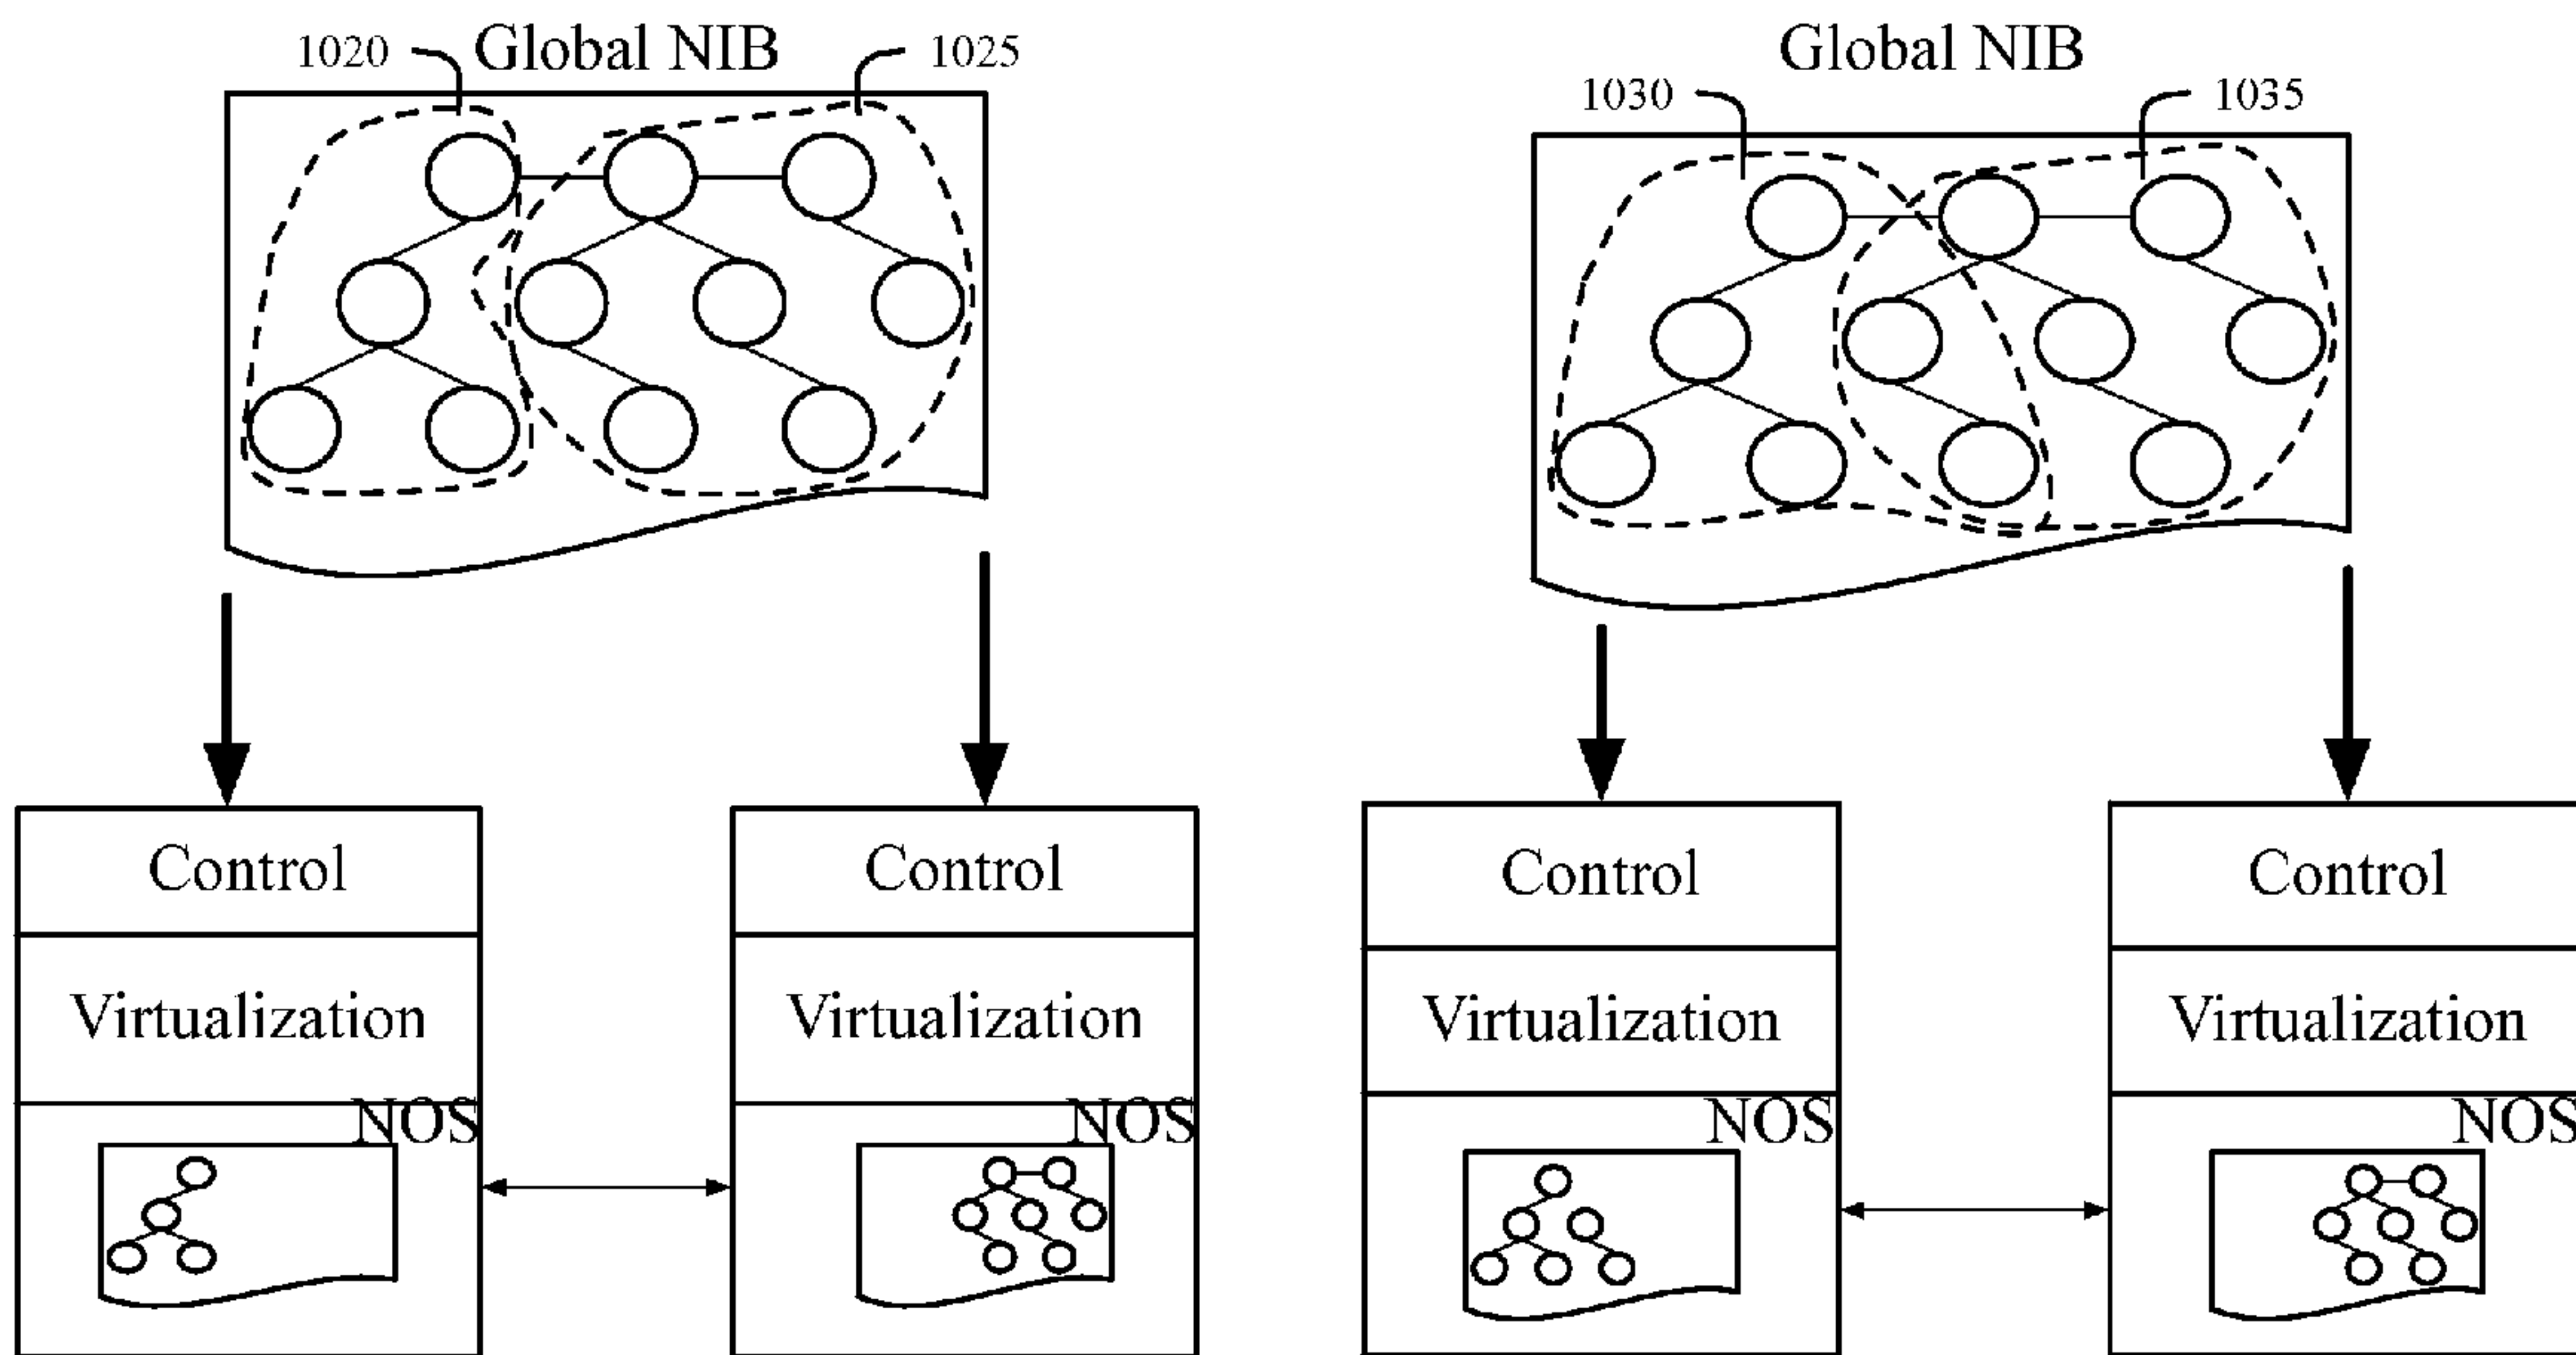 1020
Global NIB
1025
Control
Virtualization
NOS
Control
Virtualization
NOS
Global NIB
1030
1035
Control
Virtualization
NOS
Control
Virtualization
NOS